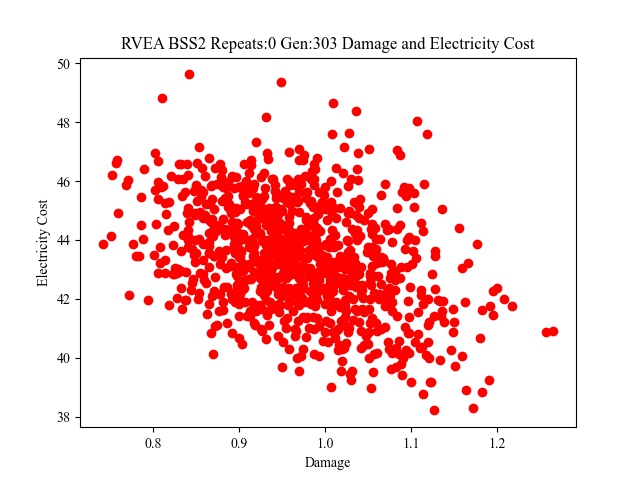 RVEA BSS2 Repeats:0 Gen:303 Damage and Electricity Cost
50
48
46
44
42
40
38
Electricity Cost
0.8 0.9 1.0 1.1 1.2
Damage